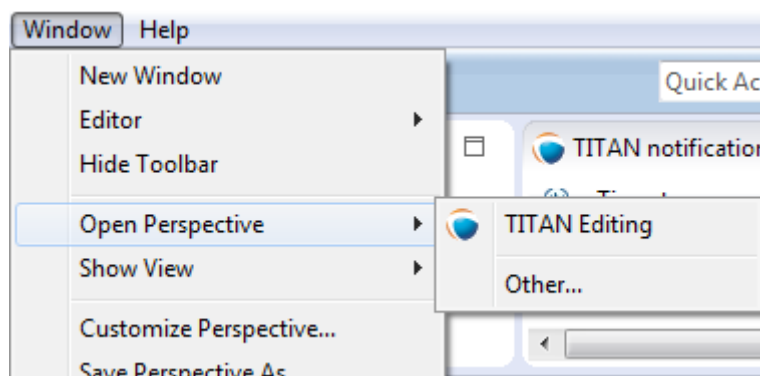 Window Help
New Window
Quick Ac
Editor
TITAN notification
Hide Toolbar
Open Perspective
TITAN Editing
Show View
Other...
Customize Perspective...
Save Perspective As